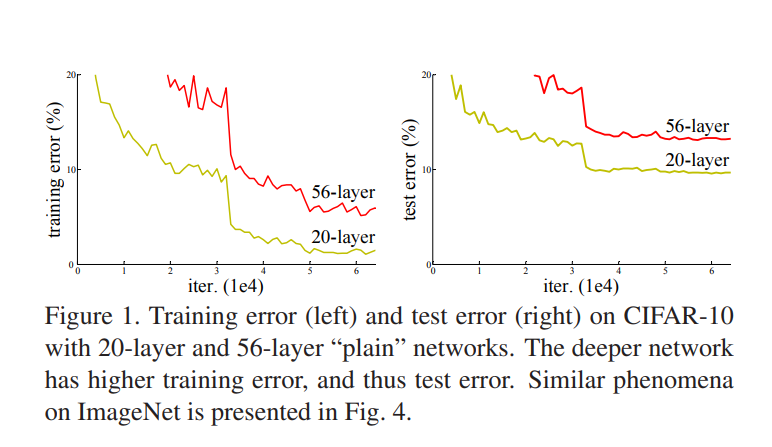 20
10
0
0
1
2
3
4
5
6
iter. (1e4)
training error (%)
56-layer
20-layer
20
10
0
0
1
2
3
4
5
6
iter. (1e4)
test error (%)
56-layer
20-layer
Figure 1. Training error (left) and test error (right) on CIFAR-10
with 20-layer and 56-layer “plain” networks. The deeper network
has higher training error, and thus test error. Similar phenomena
on ImageNet is presented in Fig. 4.